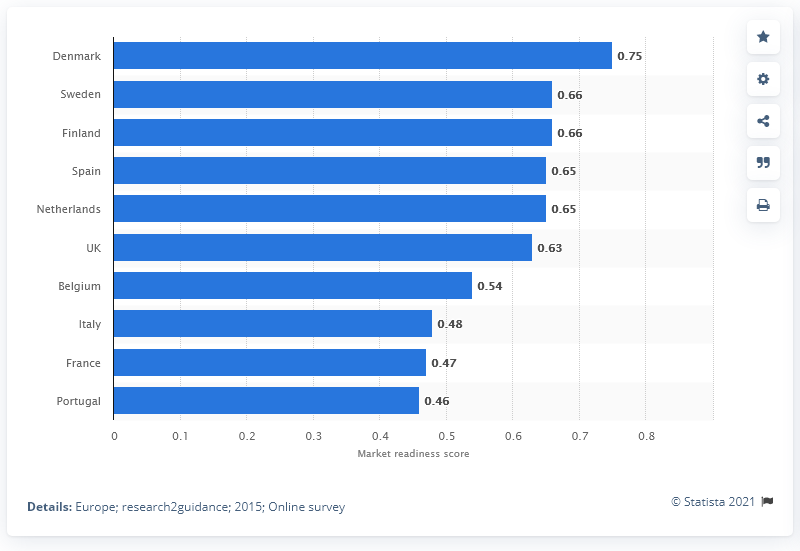 Denmark 0.75
Sweden 0.66
Finland 0.66
Spain 0.65
Netherlands 0.65
UK 0.63
Belgium 0.54
Italy 0.48
France 0.47
Portugal 0.46
0 0.1 0.2 0.3 0.4 0.5 0.6 0.7 0.8
Market readiness score
© Statista 2021
Details: Europe; research2guidance; 2015; Online survey